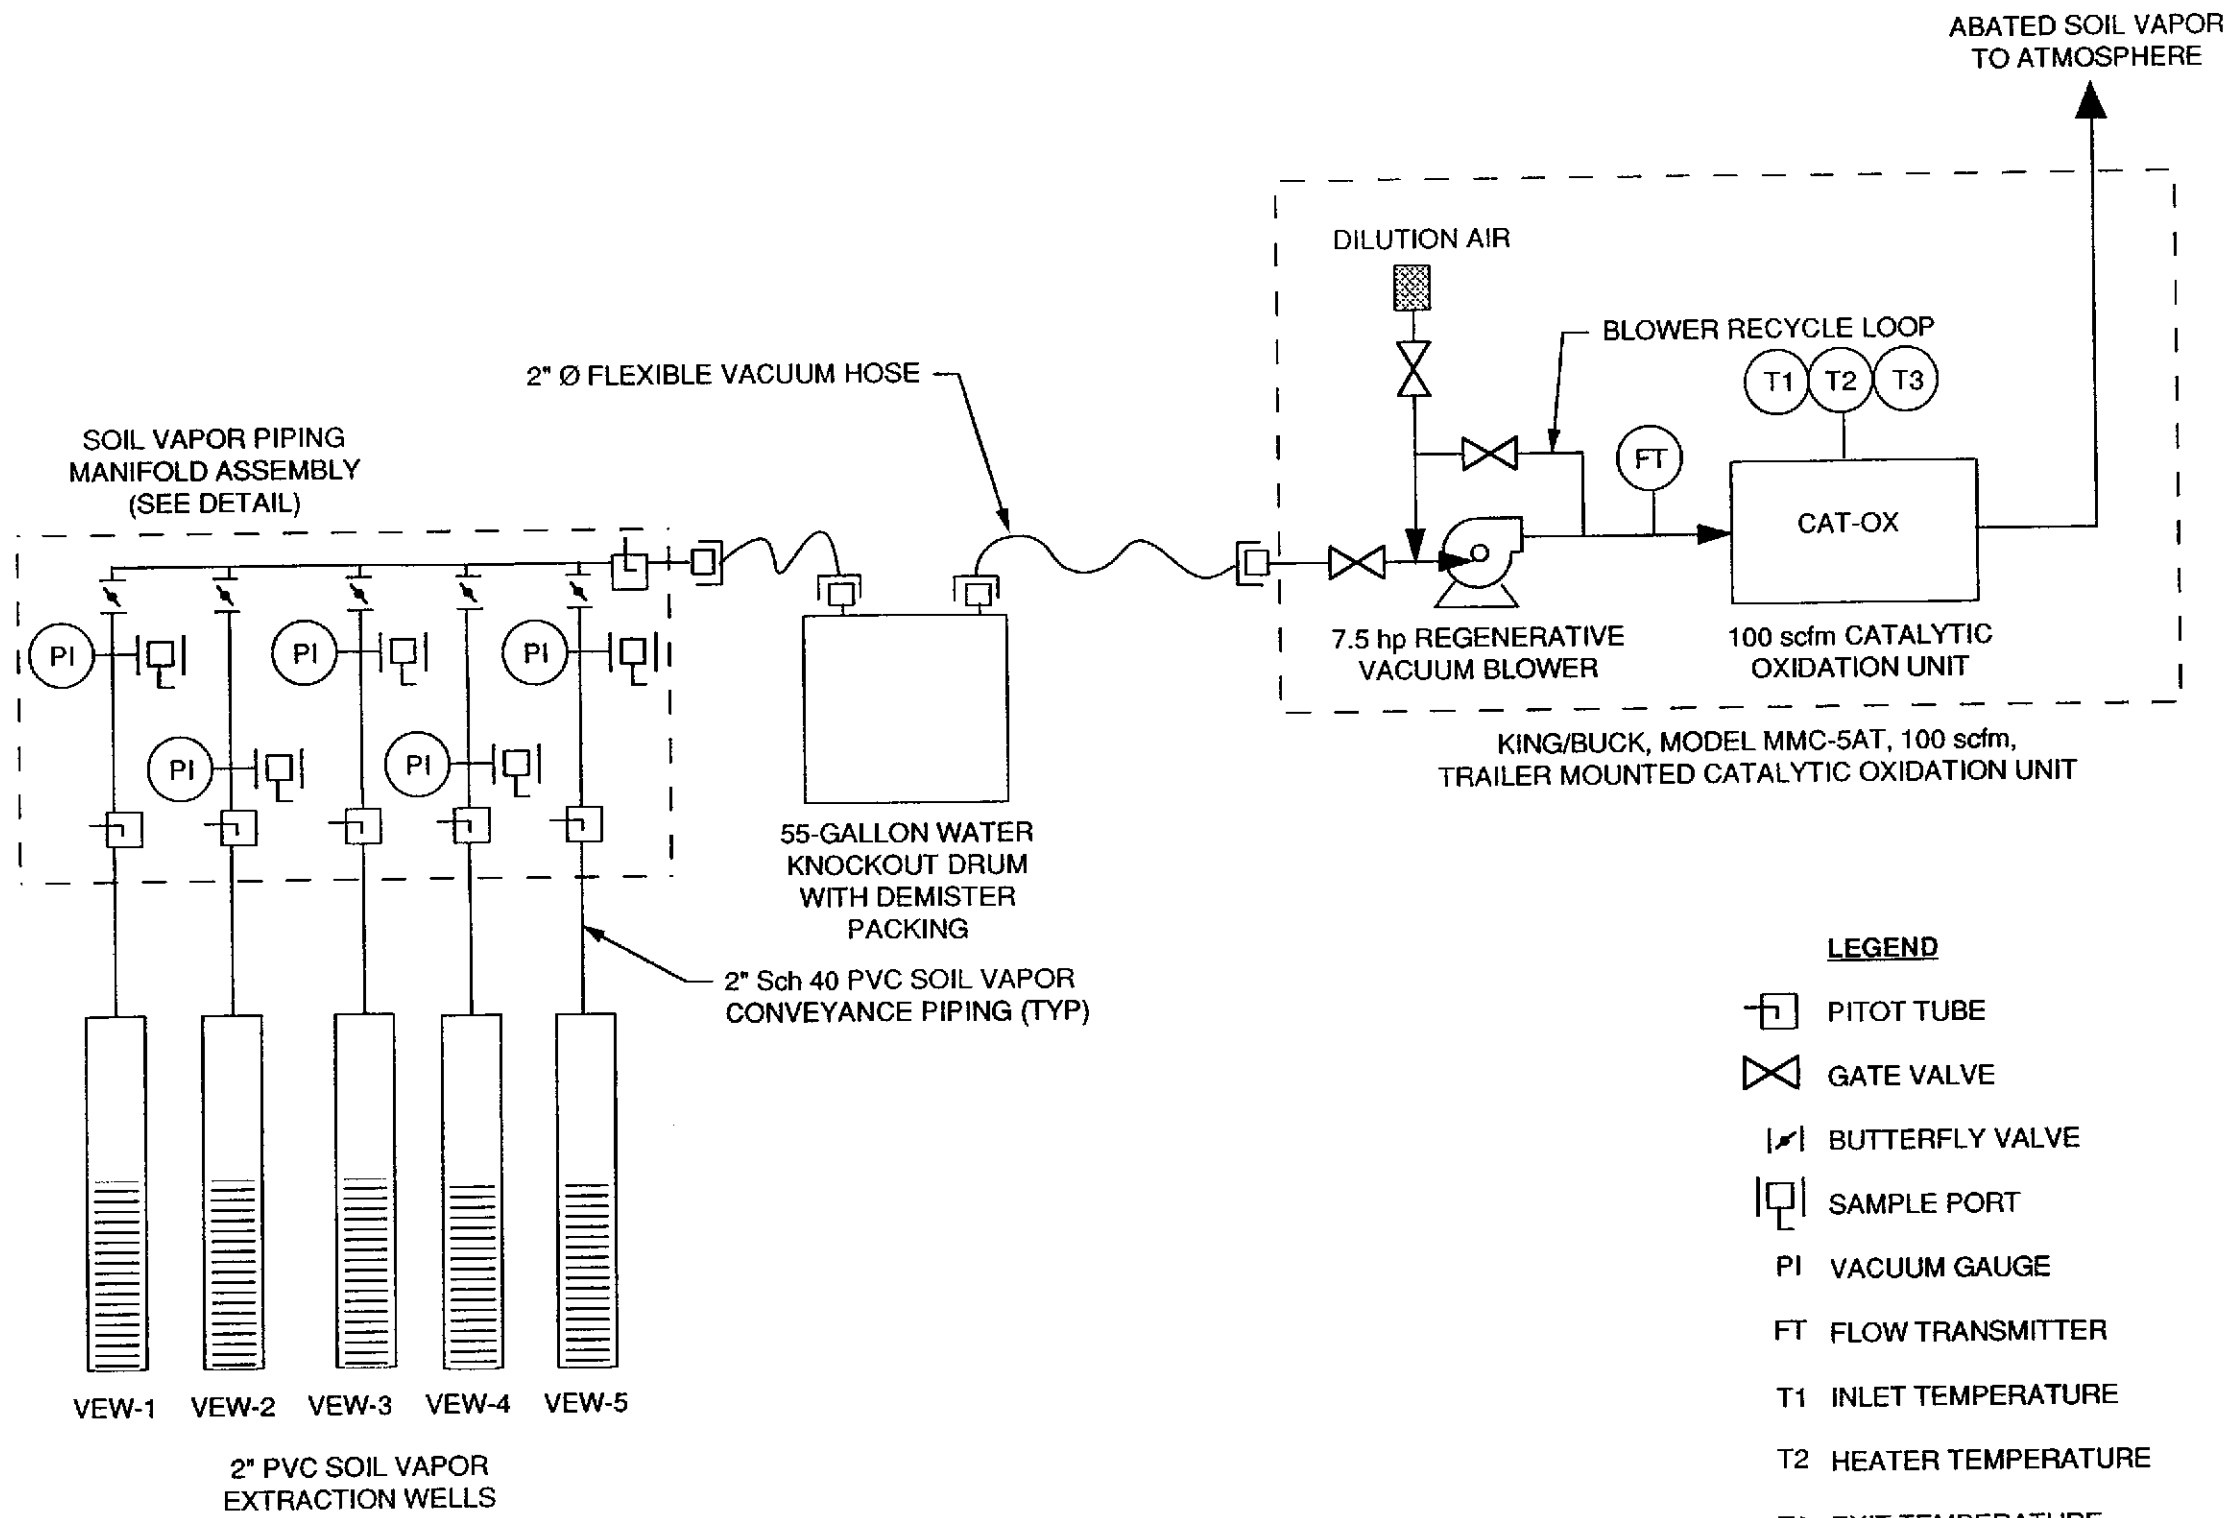 ABATED SOIL VAPOR
TO ATMOSPHERE
DILUTION AIR
BLOWER RECYCLE LOOP
T1 T2 T3
2" Ø FLEXIBLE VACUUM HOSE
SOIL VAPOR PIPING
MANIFOLD ASSEMBLY
(SEE DETAIL)
FT
CAT-OX
PI
PI
PI
PI
PI
7.5 hp REGENERATIVE
VACUUM BLOWER
100 scfm CATALYTIC
OXIDATION UNIT
KING/BUCK, MODEL MMC-5AT, 100 scfm,
TRAILER MOUNTED CATALYTIC OXIDATION UNIT
55-GALLON WATER
KNOCKOUT DRUM
WITH DEMISTER
PACKING
2" Sch 40 PVC SOIL VAPOR
CONVEYANCE PIPING (TYP)
VEW-1 VEW-2 VEW-3 VEW-4 VEW-5
2" PVC SOIL VAPOR
EXTRACTION WELLS
LEGEND
PITOT TUBE
GATE VALVE
BUTTERFLY VALVE
SAMPLE PORT
PI VACUUM GAUGE
FT FLOW TRANSMITTER
T1 INLET TEMPERATURE
T2 HEATER TEMPERATURE
EXIT TEMPERATURE